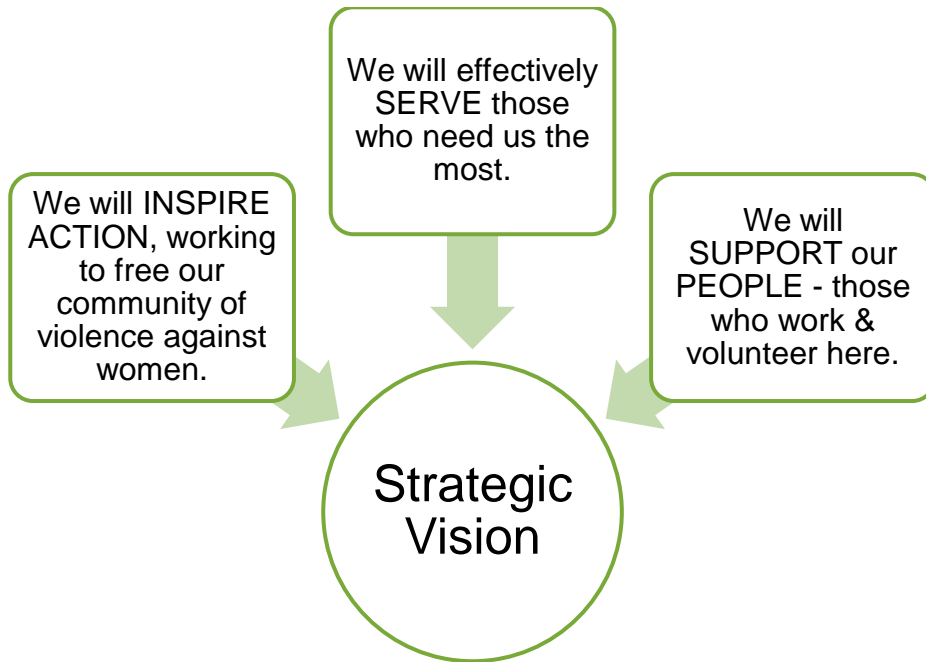 We will INSPIRE
ACTION, working
to free our
community of
violence against
women.
We will effectively
SERVE those
who need us the
most.
We will
SUPPORT our
PEOPLE - those
who work &
volunteer here.
Strategic
Vision